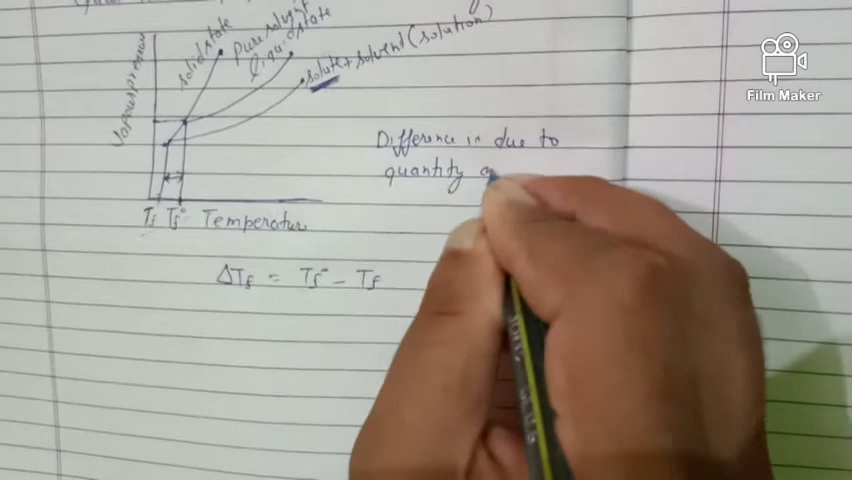 solid state
pure solvent
liquid state
solute + solvent (solution)
Vapour pressure
Difference in due to
quantity
Tf Tf° Temperature
ΔTf = Tf° - Tf
Film Maker